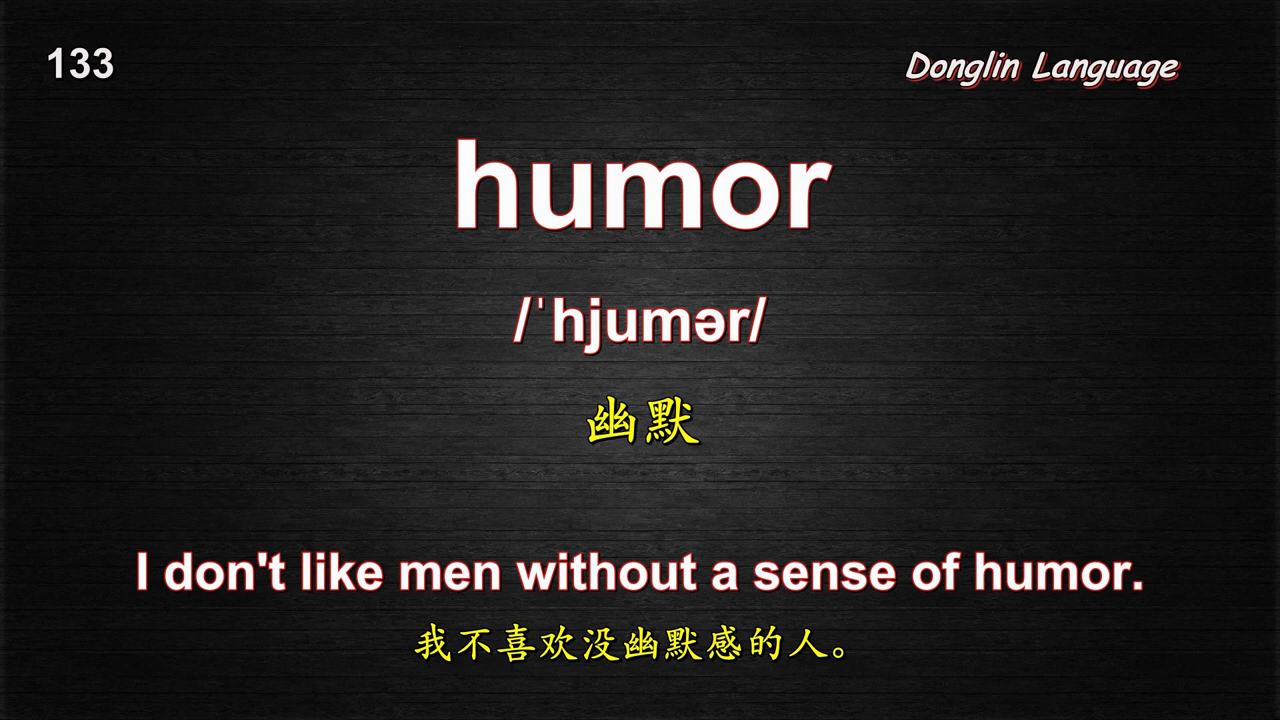 133
Donglin Language
humor
/ˈhjumər/
幽默
I don't like men without a sense of humor.
我不喜欢没幽默感的人。